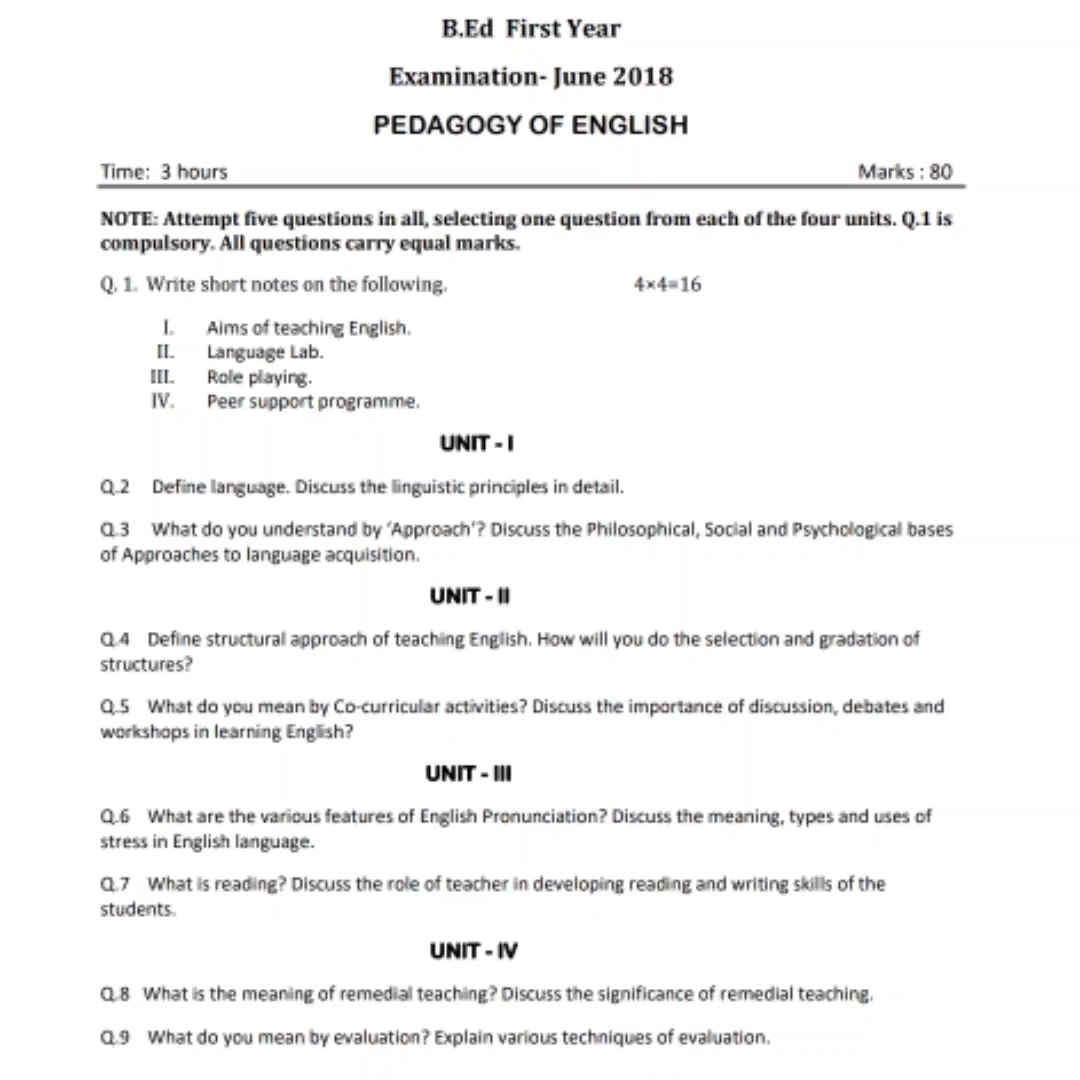 B.Ed First Year
Examination- June 2018
PEDAGOGY OF ENGLISH
Time: 3 hours Marks : 80
NOTE: Attempt five questions in all, selecting one question from each of the four units. Q.1 is
compulsory. All questions carry equal marks.
Q. 1. Write short notes on the following. 4×4=16
I. Aims of teaching English.
II. Language Lab.
III. Role playing.
IV. Peer support programme.
UNIT - I
Q.2 Define language. Discuss the linguistic principles in detail.
Q.3 What do you understand by ‘Approach’? Discuss the Philosophical, Social and Psychological bases
of Approaches to language acquisition.
UNIT - II
Q.4 Define structural approach of teaching English. How will you do the selection and gradation of
structures?
Q.5 What do you mean by Co-curricular activities? Discuss the importance of discussion, debates and
workshops in learning English?
UNIT - III
Q.6 What are the various features of English Pronunciation? Discuss the meaning, types and uses of
stress in English language.
Q.7 What is reading? Discuss the role of teacher in developing reading and writing skills of the
students.
UNIT - IV
Q.8 What is the meaning of remedial teaching? Discuss the significance of remedial teaching.
Q.9 What do you mean by evaluation? Explain various techniques of evaluation.